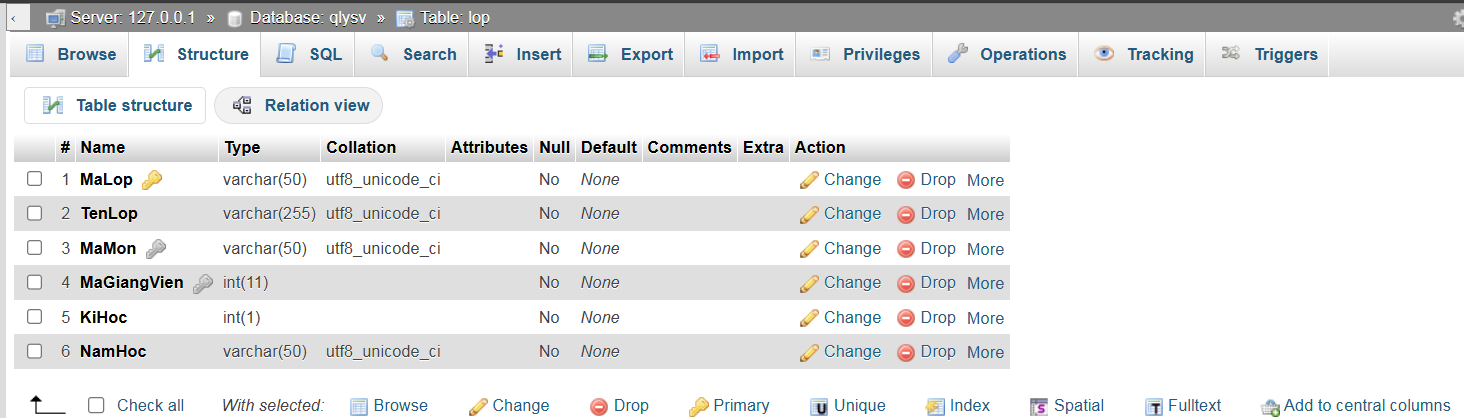 Server: 127.0.0.1 » Database: qlysv » Table: lop
Browse Structure SQL Search Insert Export Import Privileges Operations Tracking Triggers
Table structure Relation view
# Name Type Collation Attributes Null Default Comments Extra Action
1 MaLop varchar(50) utf8_unicode_ci No None Change Drop More
2 TenLop varchar(255) utf8_unicode_ci No None Change Drop More
3 MaMon varchar(50) utf8_unicode_ci No None Change Drop More
4 MaGiangVien int(11) No None Change Drop More
5 KiHoc int(1) No None Change Drop More
6 NamHoc varchar(50) utf8_unicode_ci No None Change Drop More
Check all With selected: Browse Change Drop Primary Unique Index Spatial Fulltext Add to central columns